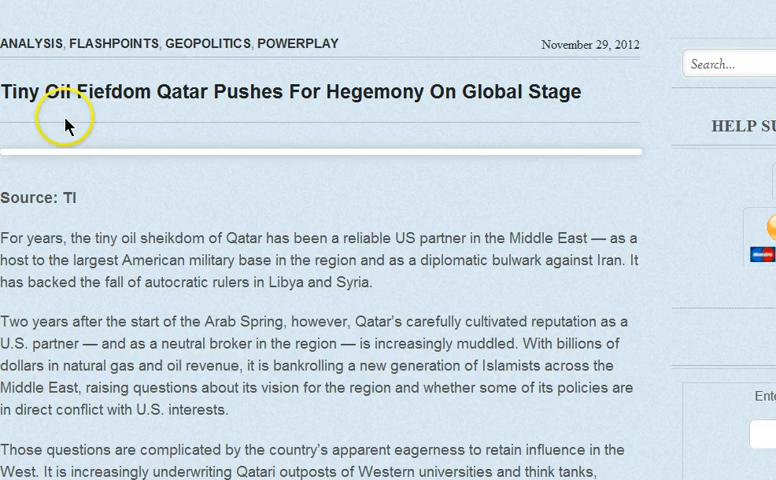 ANALYSIS, FLASHPOINTS, GEOPOLITICS, POWERPLAY
November 29, 2012
Search...
Tiny Oil Fiefdom Qatar Pushes For Hegemony On Global Stage
HELP SU
Source: TI
For years, the tiny oil sheikdom of Qatar has been a reliable US partner in the Middle East — as a
host to the largest American military base in the region and as a diplomatic bulwark against Iran. It
has backed the fall of autocratic rulers in Libya and Syria.
Maestro
Two years after the start of the Arab Spring, however, Qatar's carefully cultivated reputation as a
U.S. partner — and as a neutral broker in the region — is increasingly muddled. With billions of
dollars in natural gas and oil revenue, it is bankrolling a new generation of Islamists across the
Middle East, raising questions about its vision for the region and whether some of its policies are
in direct conflict with U.S. interests.
Ente
Those questions are complicated by the country's apparent eagerness to retain influence in the
West. It is increasingly underwriting Qatari outposts of Western universities and think tanks,